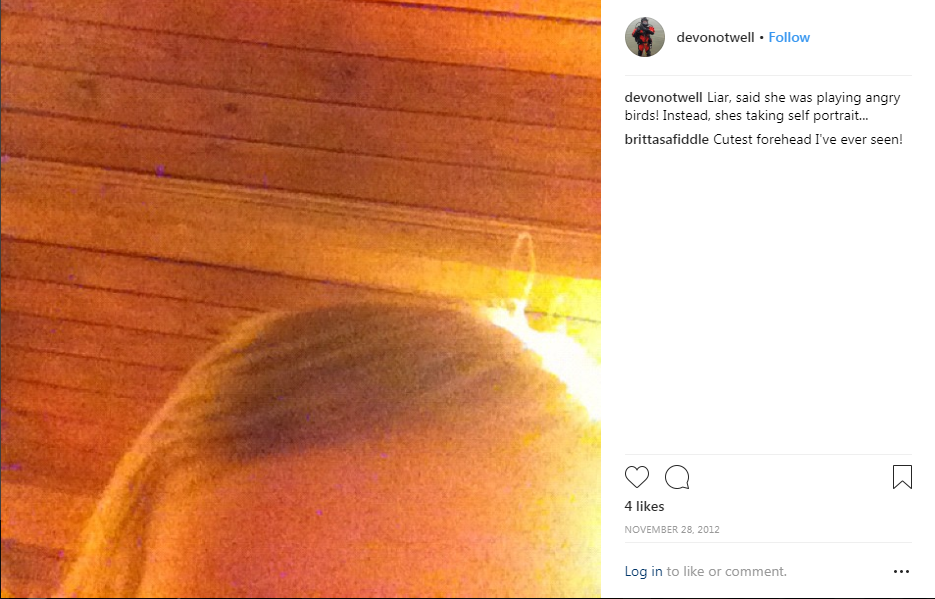 devonotwell • Follow
devonotwell Liar, said she was playing angry
birds! Instead, shes taking self portrait...
brittasafiddle Cutest forehead I've ever seen!
4 likes
NOVEMBER 28, 2012
Log in to like or comment.